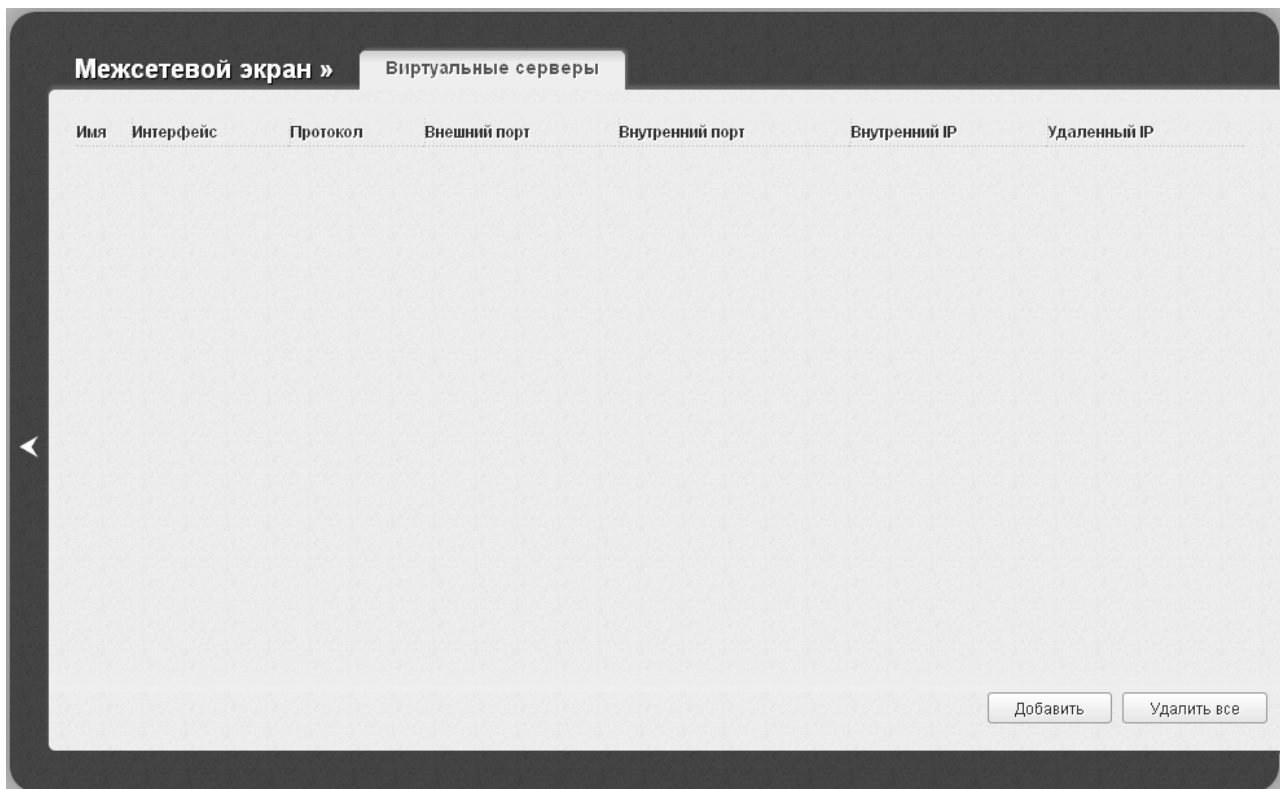 Межсетевой экран » Виртуальные серверы
Имя Интерфейс Протокол Внешний порт Внутренний порт Внутренний IP Удаленный IP
Добавить Удалить все